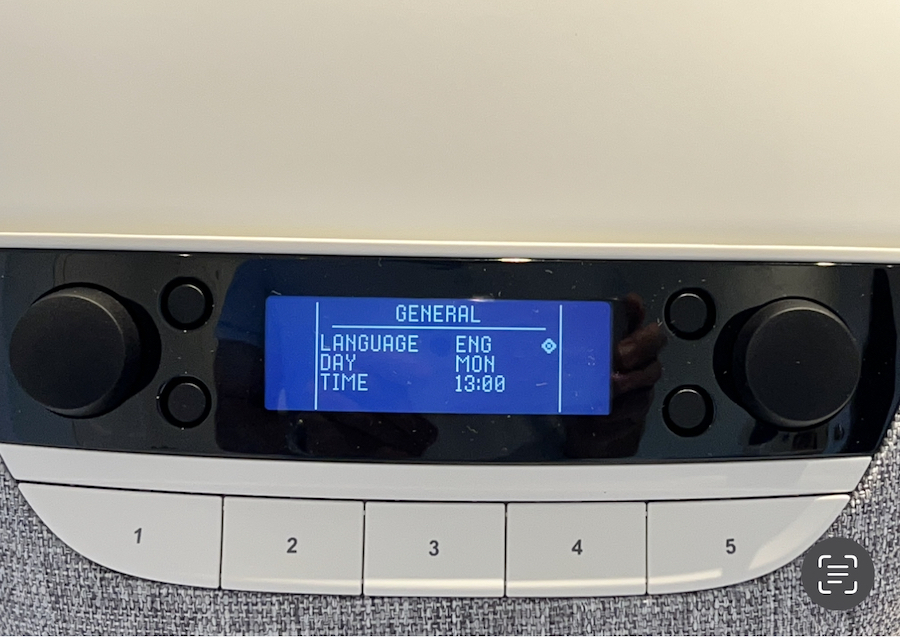 GENERAL
LANGUAGE ENG
DAY MON
TIME 13:00
1 2 3 4 5